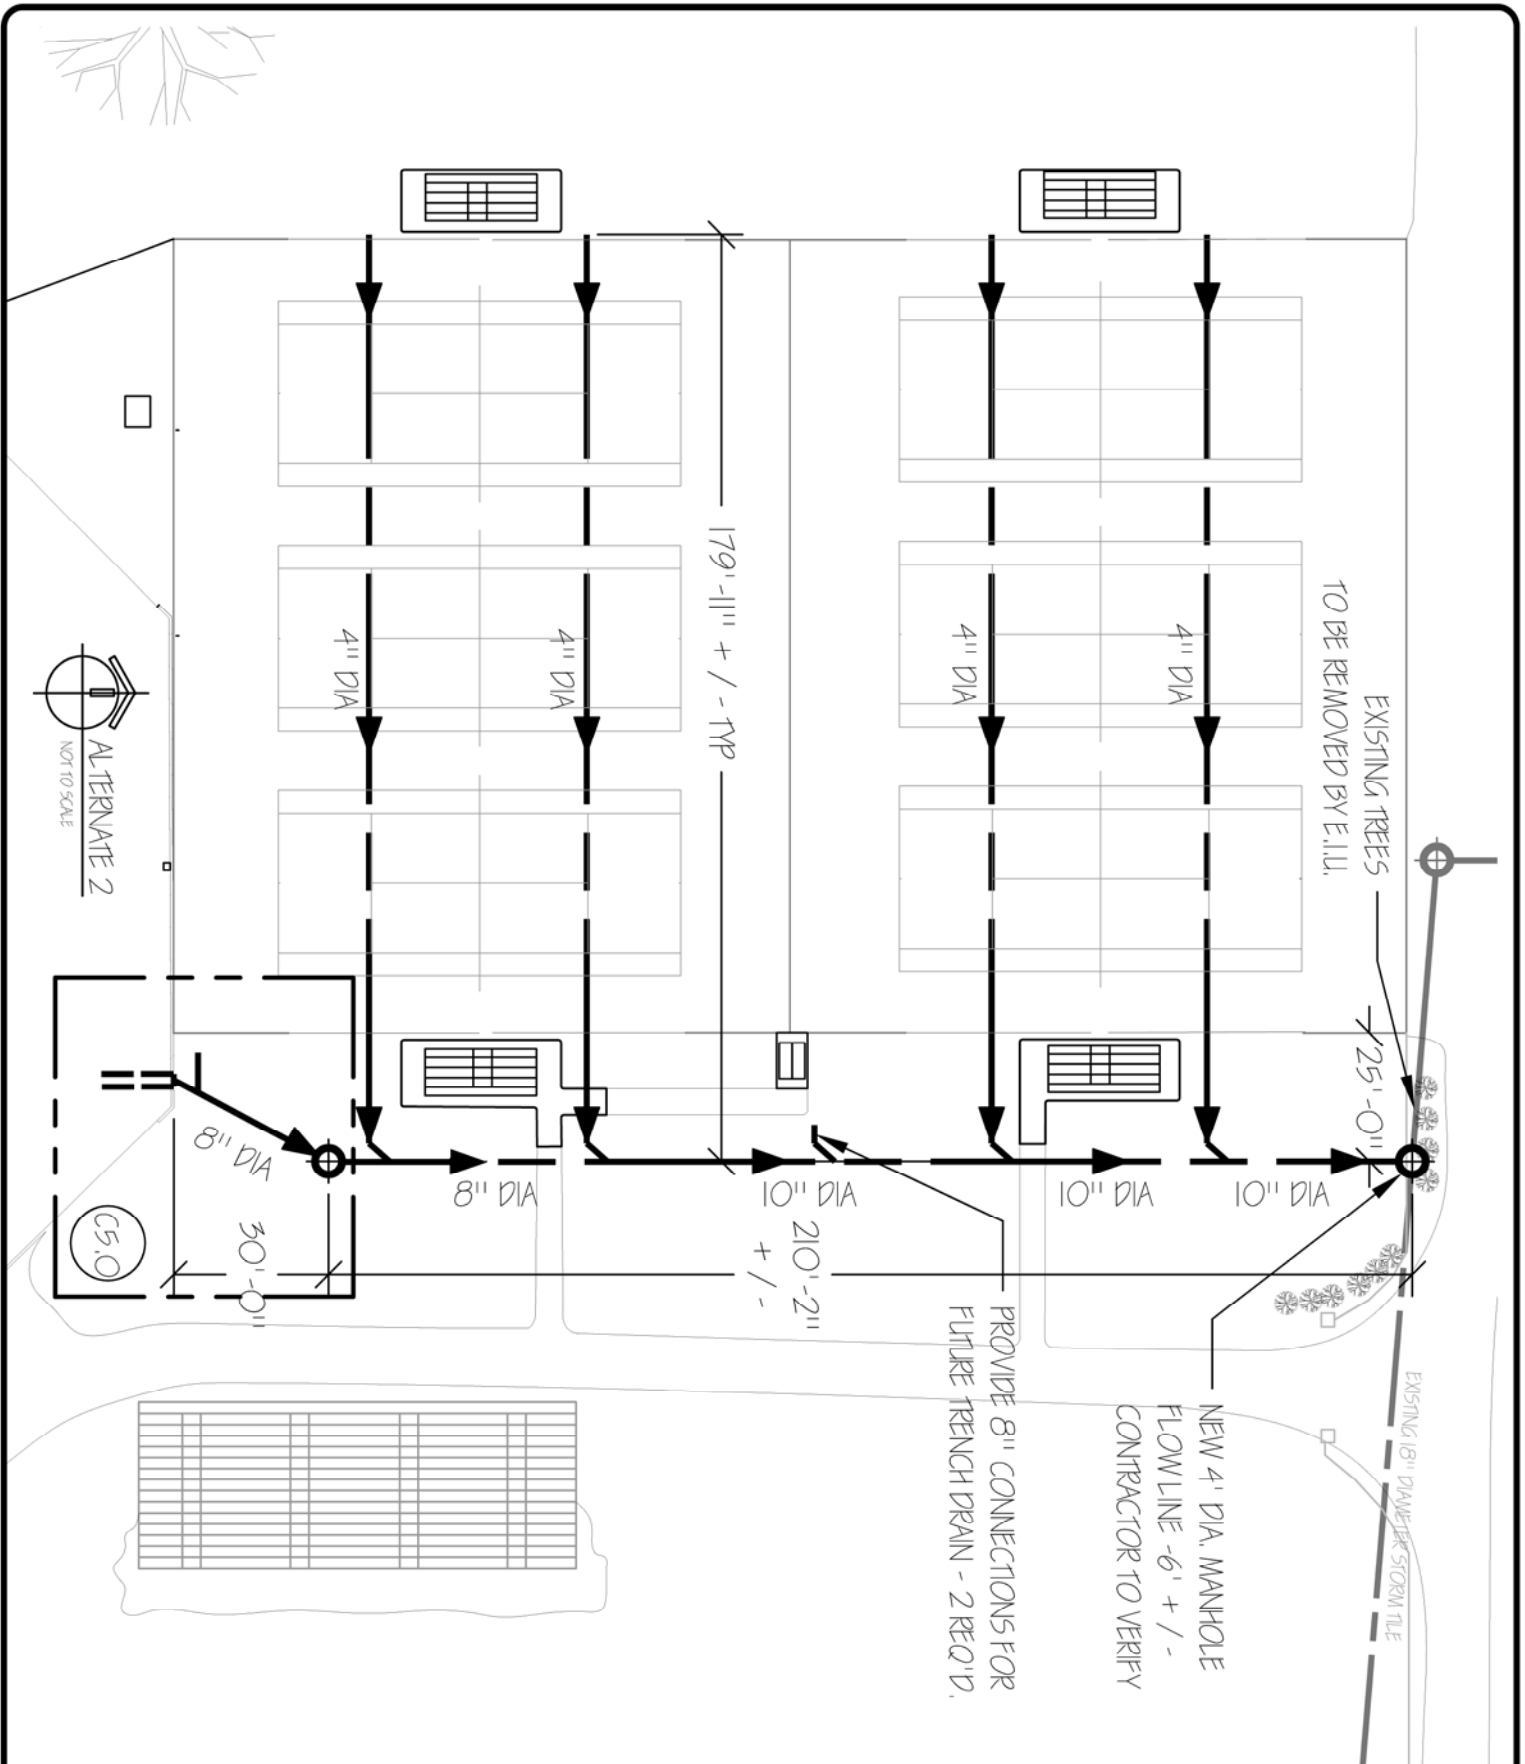 TO BE REMOVED BY E.I.U.
EXISTING TREES
179'-11" +/- TYP
4" DIA
4" DIA
4" DIA
4" DIA
ALTERNATE 2
NOT TO SCALE
25'-0"
8" DIA
8" DIA
10" DIA
10" DIA
10" DIA
C5.0
30'-0"
210'-2"
+/-
PROVIDE 8" CONNECTIONS FOR
FUTURE TRENCH DRAIN - 2 REQ'D.
NEW 4' DIA. MANHOLE
FLOWLINE -6' +/-
CONTRACTOR TO VERIFY
EXISTING 18" DIAMETER STORM TILE